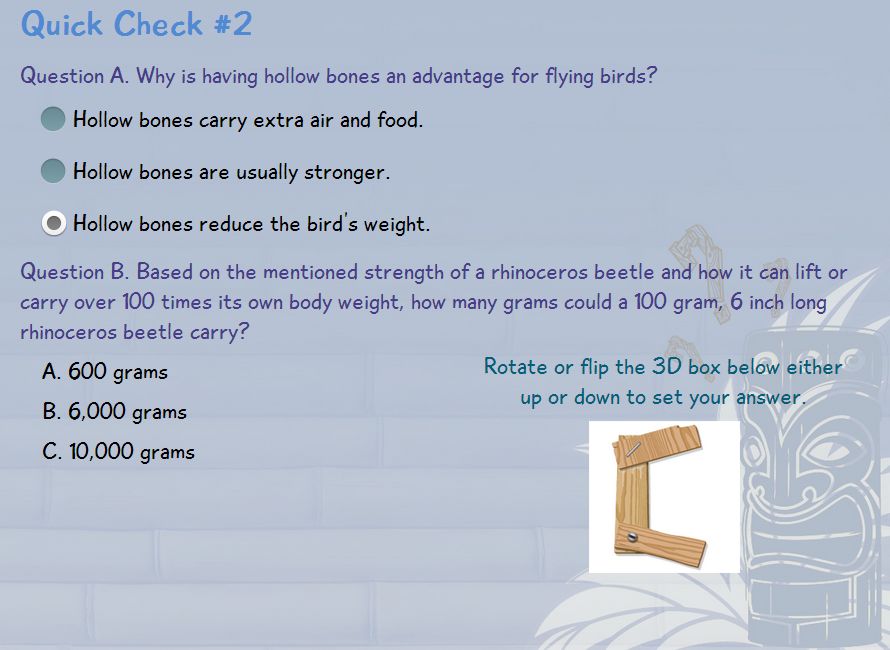 Quick Check #2
Question A. Why is having hollow bones an advantage for flying birds?
Hollow bones carry extra air and food.
Hollow bones are usually stronger.
Hollow bones reduce the bird's weight.
Question B. Based on the mentioned strength of a rhinoceros beetle and how it can lift or
carry over 100 times its own body weight, how many grams could a 100 gram, 6 inch long
rhinoceros beetle carry?
A. 600 grams
B. 6,000 grams
C. 10,000 grams
Rotate or flip the 3D box below either
up or down to set your answer.
C